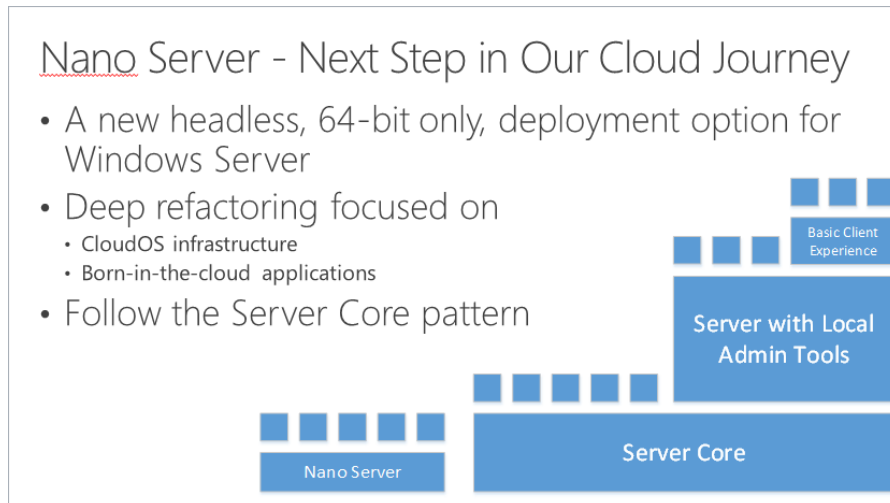 Nano Server - Next Step in Our Cloud Journey
• A new headless, 64-bit only, deployment option for
Windows Server
• Deep refactoring focused on
• CloudOS infrastructure
• Born-in-the-cloud applications
• Follow the Server Core pattern
Basic Client
Experience
Server with Local
Admin Tools
Server Core
Nano Server